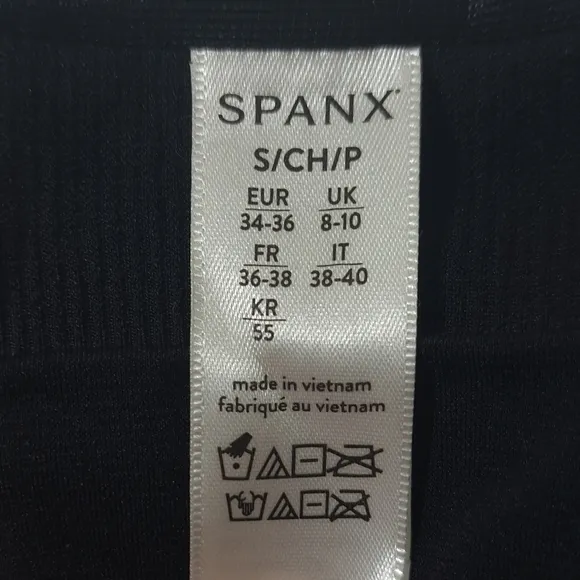 SPANX
S/CH/P
EUR UK
34-36 8-10
FR IT
36-38 38-40
KR
55
made in vietnam
fabriqué au vietnam